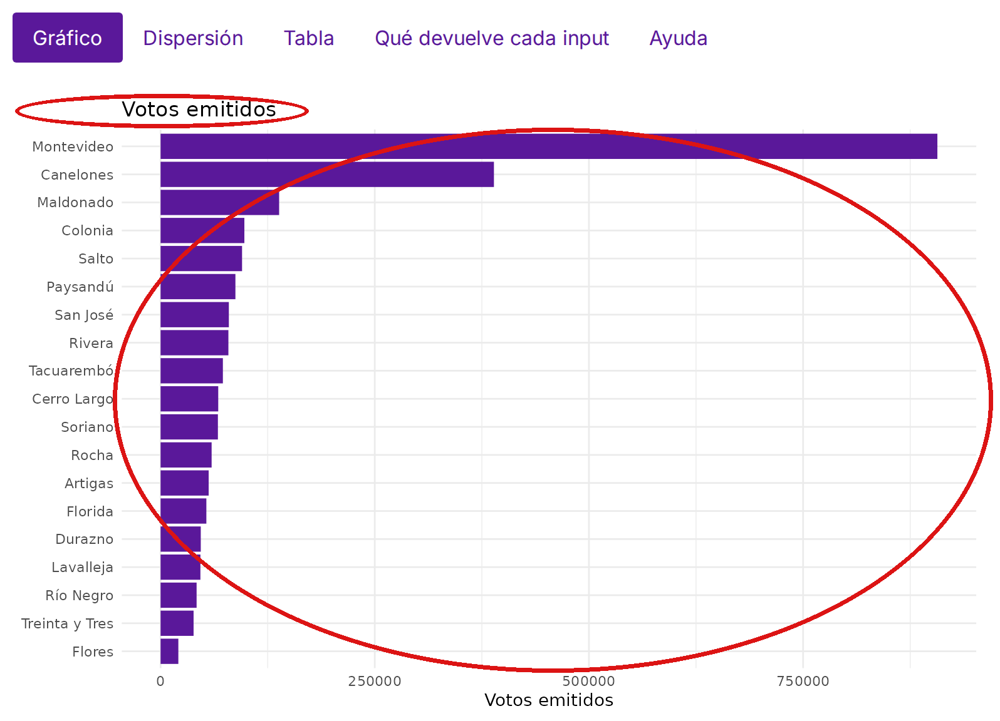 Gráfico Dispersión Tabla Qué devuelve cada input Ayuda
Votos emitidos
Montevideo
Canelones
Maldonado
Colonia
Salto
Paysandú
San José
Rivera
Tacuarembó
Cerro Largo
Soriano
Rocha
Artigas
Florida
Durazno
Lavalleja
Río Negro
Treinta y Tres
Flores
0 250000 500000 750000
Votos emitidos